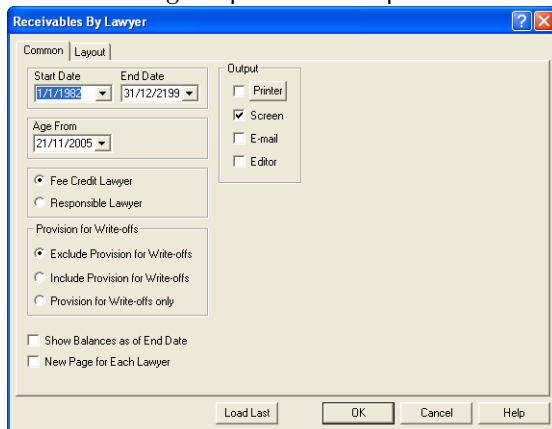 Receivables By Lawyer
Common Layout
Start Date End Date
1/1/1982 31/12/2199
Age From
21/11/2005
Fee Credit Lawyer
Responsible Lawyer
Provision for Write-offs
Exclude Provision for Write-offs
Include Provision for Write-offs
Provision for Write-offs only
Show Balances as of End Date
New Page for Each Lawyer
Output
Printer
Screen
E-mail
Editor
Load Last OK Cancel Help